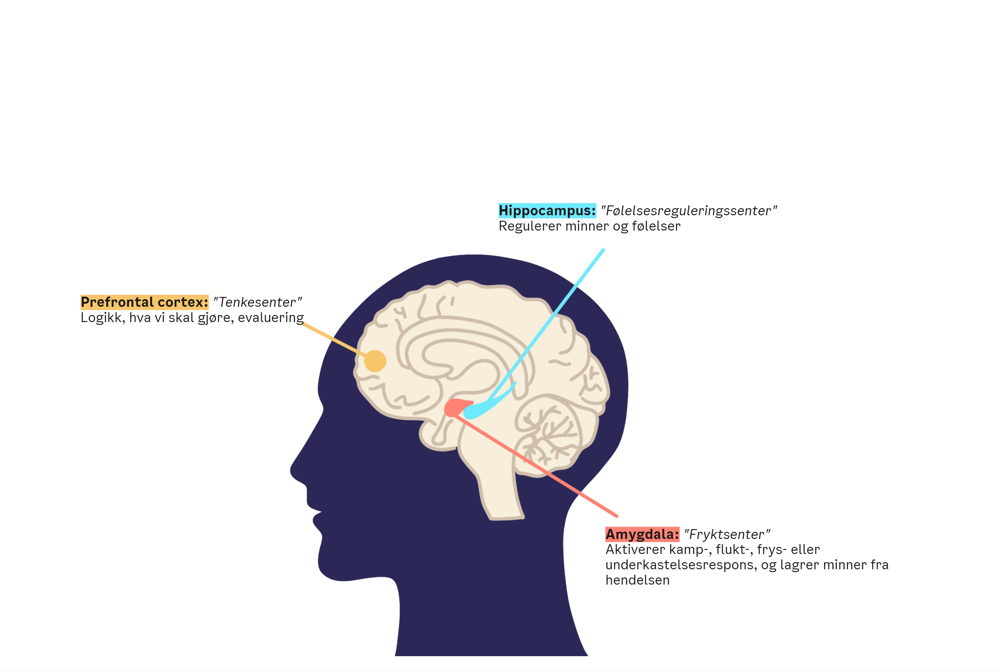 Hippocampus: "Følelsesreguleringssenter"
Regulerer minner og følelser
Prefrontal cortex: "Tenkesenter"
Logikk, hva vi skal gjøre, evaluering
Amygdala: "Fryktsenter"
Aktiverer kamp-, flukt-, frys- eller
underkastelsesrespons, og lagrer minner fra
hendelsen